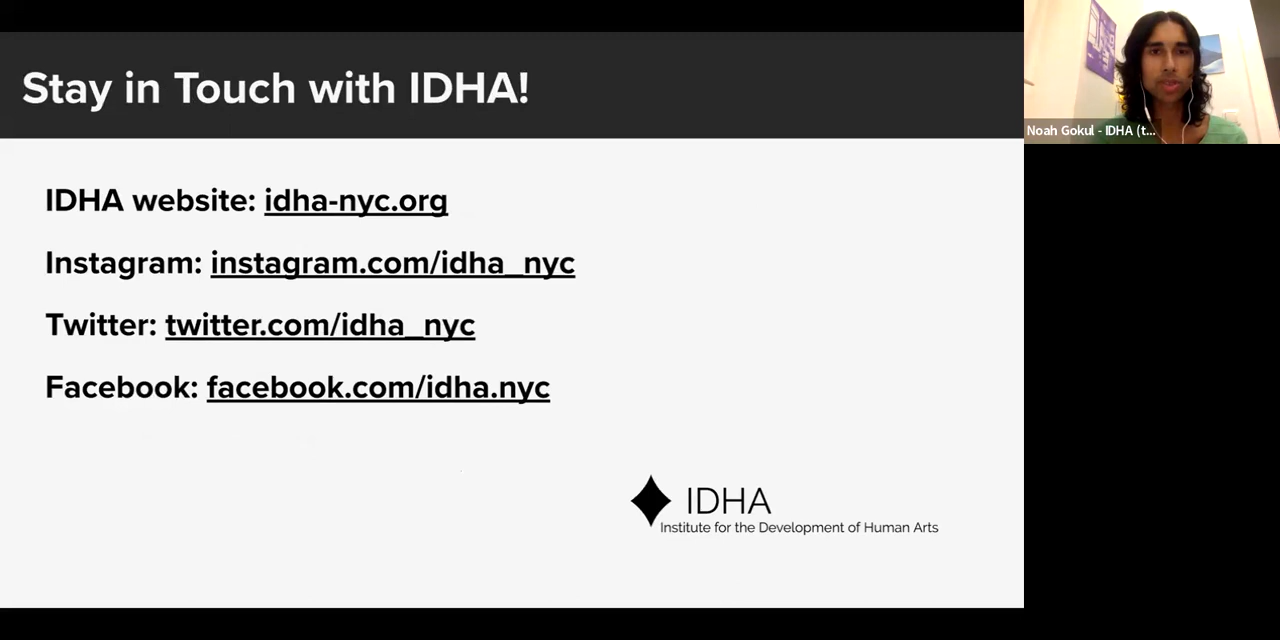 Stay in Touch with IDHA!
IDHA website: idha-nyc.org
Instagram: instagram.com/idha_nyc
Twitter: twitter.com/idha_nyc
Facebook: facebook.com/idha.nyc
IDHA
Institute for the Development of Human Arts
Noah Gokul - IDHA (t...